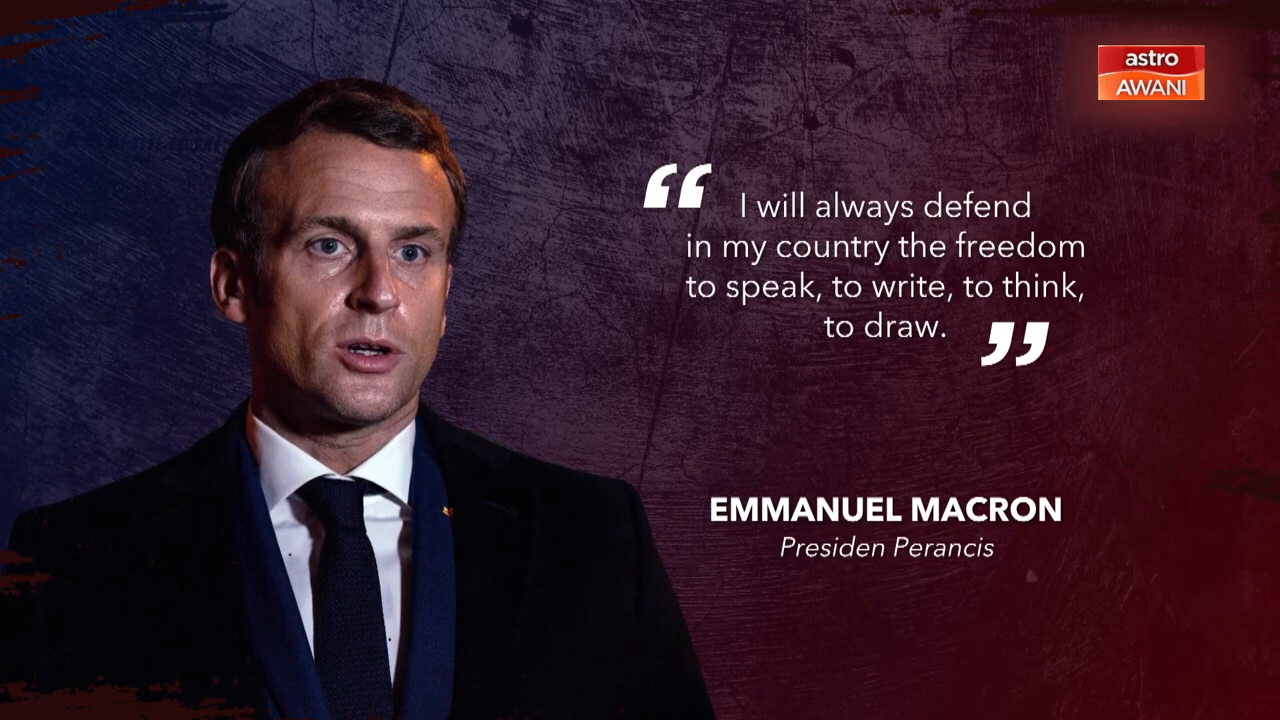 astro
AWANI
“ I will always defend
in my country the freedom
to speak, to write, to think,
to draw. ”
EMMANUEL MACRON
Presiden Perancis